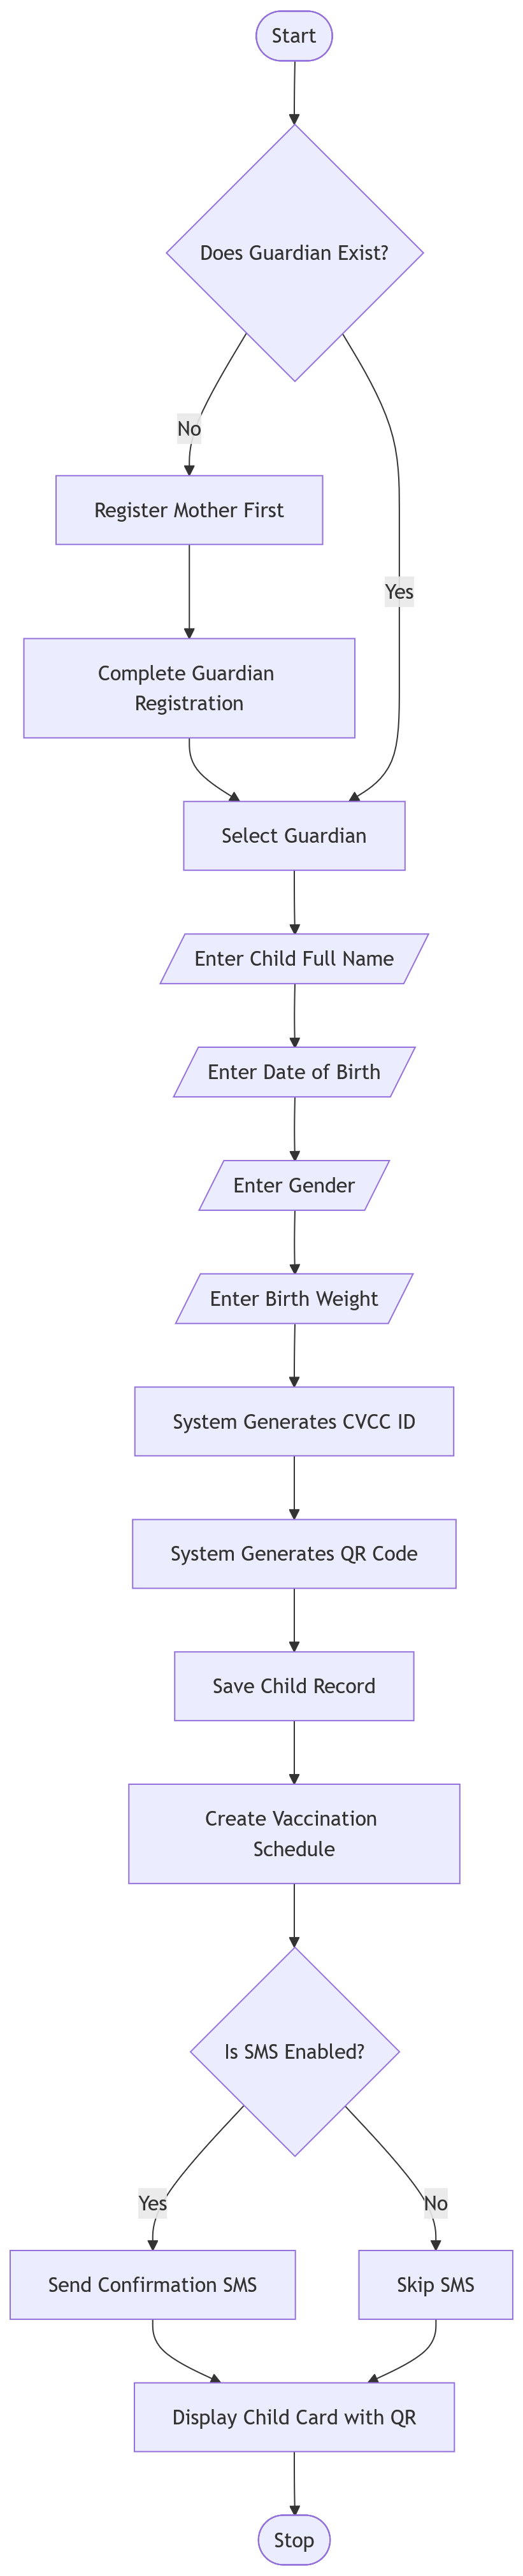 Start
Does Guardian Exist?
No
Register Mother First
Yes
Complete Guardian
Registration
Select Guardian
Enter Child Full Name
Enter Date of Birth
Enter Gender
Enter Birth Weight
System Generates CVCC ID
System Generates QR Code
Save Child Record
Create Vaccination
Schedule
Is SMS Enabled?
Yes
No
Send Confirmation SMS
Skip SMS
Display Child Card with QR
Stop